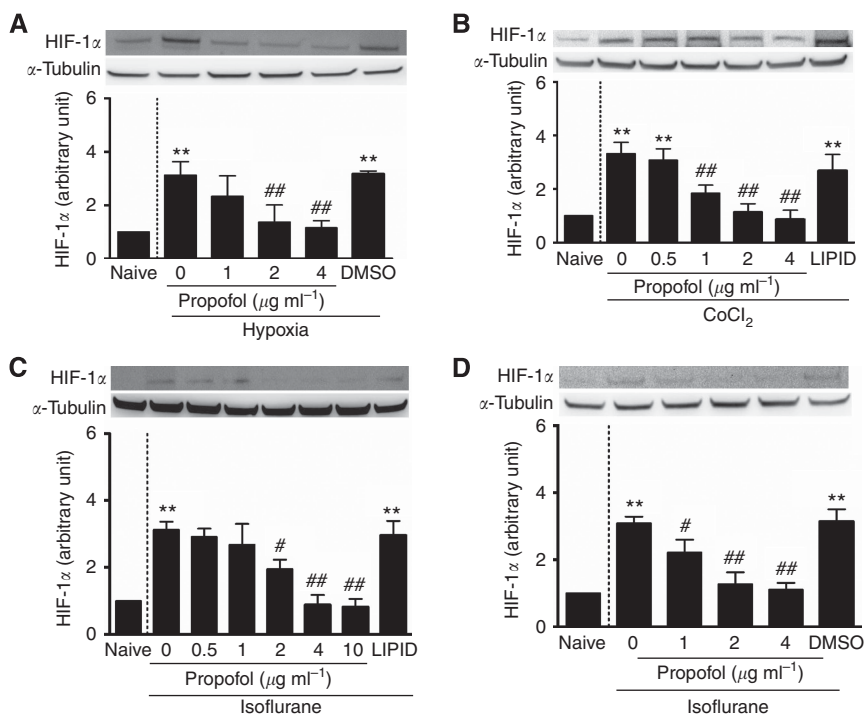 A
HIF-1α
α-Tubulin
HIF-1α (arbitrary unit)
6
4
2
0
** ## ## **
Naive 0 1 2 4 DMSO
Propofol (μg ml⁻¹)
Hypoxia
B
HIF-1α
α-Tubulin
HIF-1α (arbitrary unit)
6
4
2
0
** ** ## ## ## **
Naive 0 0.5 1 2 4 LIPID
Propofol (μg ml⁻¹)
CoCl₂
C
HIF-1α
α-Tubulin
HIF-1α (arbitrary unit)
6
4
2
0
** # ## ## **
Naive 0 0.5 1 2 4 10 LIPID
Propofol (μg ml⁻¹)
Isoflurane
D
HIF-1α
α-Tubulin
HIF-1α (arbitrary unit)
6
4
2
0
** # ## ## **
Naive 0 1 2 4 DMSO
Propofol (μg ml⁻¹)
Isoflurane